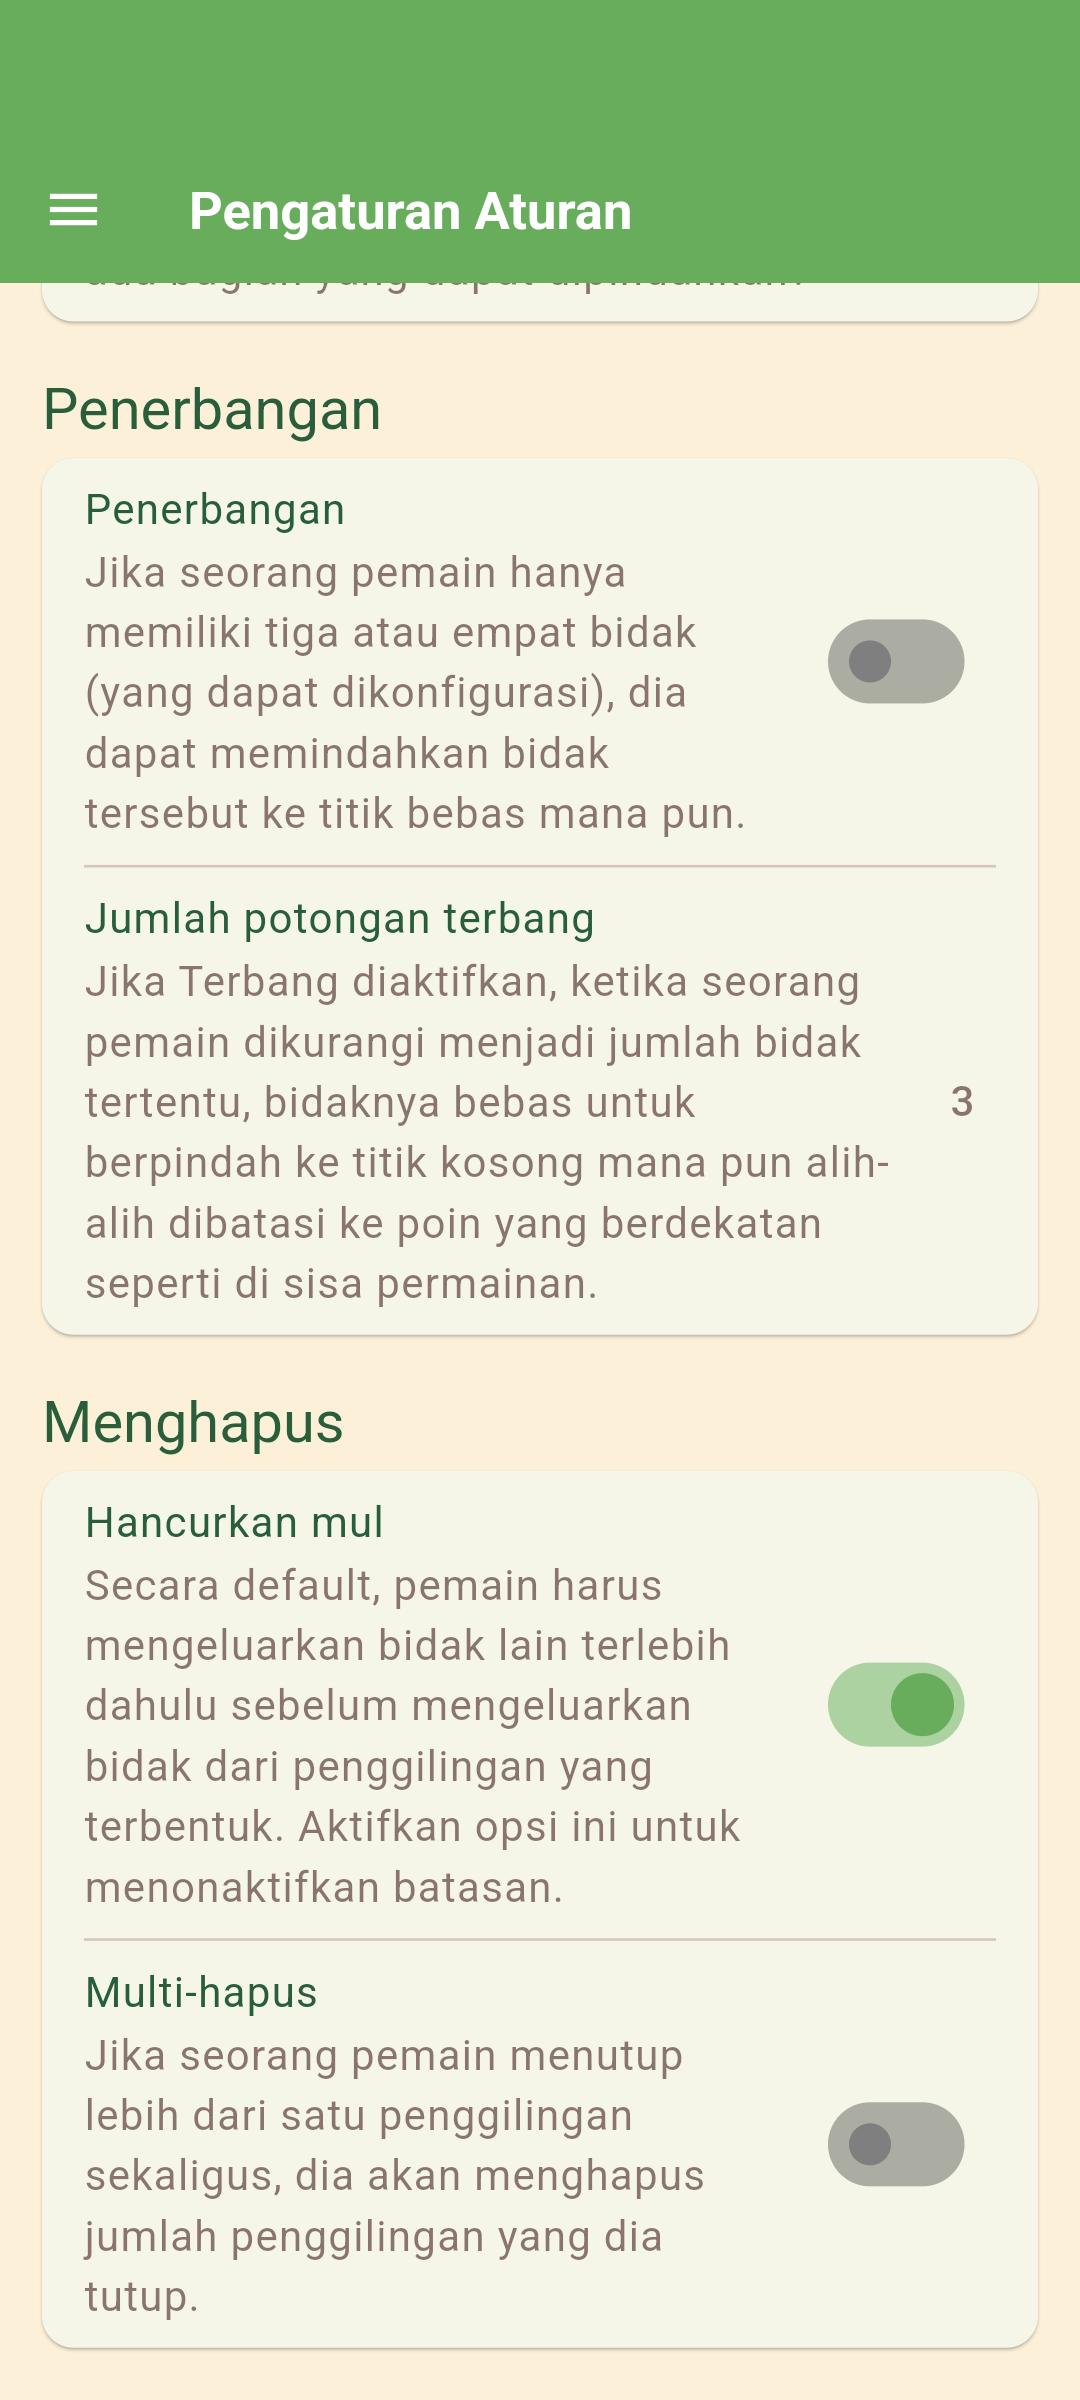 Pengaturan Aturan
Penerbangan
Penerbangan
Jika seorang pemain hanya
memiliki tiga atau empat bidak
(yang dapat dikonfigurasi), dia
dapat memindahkan bidak
tersebut ke titik bebas mana pun.
Jumlah potongan terbang
Jika Terbang diaktifkan, ketika seorang
pemain dikurangi menjadi jumlah bidak
tertentu, bidaknya bebas untuk
berpindah ke titik kosong mana pun alih-
alih dibatasi ke poin yang berdekatan
seperti di sisa permainan.
3
Menghapus
Hancurkan mul
Secara default, pemain harus
mengeluarkan bidak lain terlebih
dahulu sebelum mengeluarkan
bidak dari penggilingan yang
terbentuk. Aktifkan opsi ini untuk
menonaktifkan batasan.
Multi-hapus
Jika seorang pemain menutup
lebih dari satu penggilingan
sekaligus, dia akan menghapus
jumlah penggilingan yang dia
tutup.